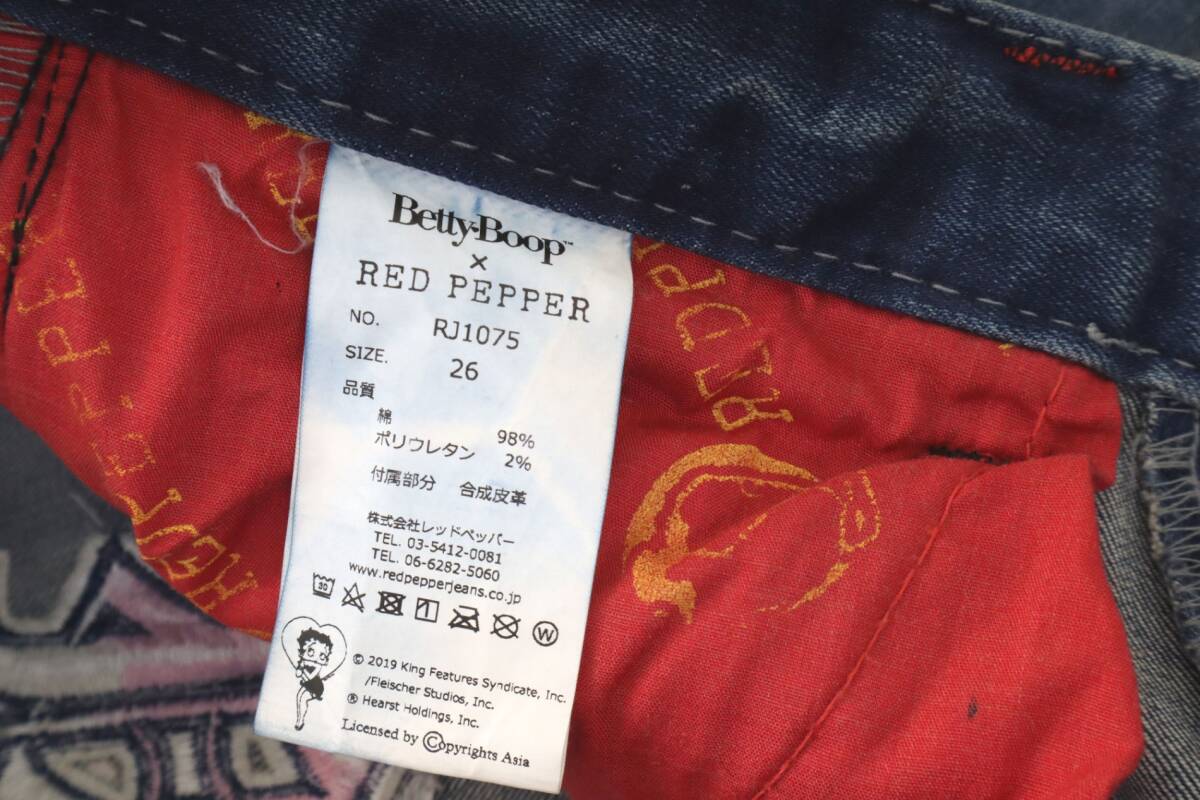 Betty Boop™
×
RED PEPPER
NO. RJ1075
SIZE. 26
品質
綿 98%
ポリウレタン 2%
付属部分 合成皮革
株式会社レッドペッパー
TEL. 03-5412-0081
TEL. 06-6282-5060
www.redpepperjeans.co.jp
30
W
© 2019 King Features Syndicate, Inc.
/Fleischer Studios, Inc.
® Hearst Holdings, Inc.
Licensed by Ⓒopyrights Asia
RED P